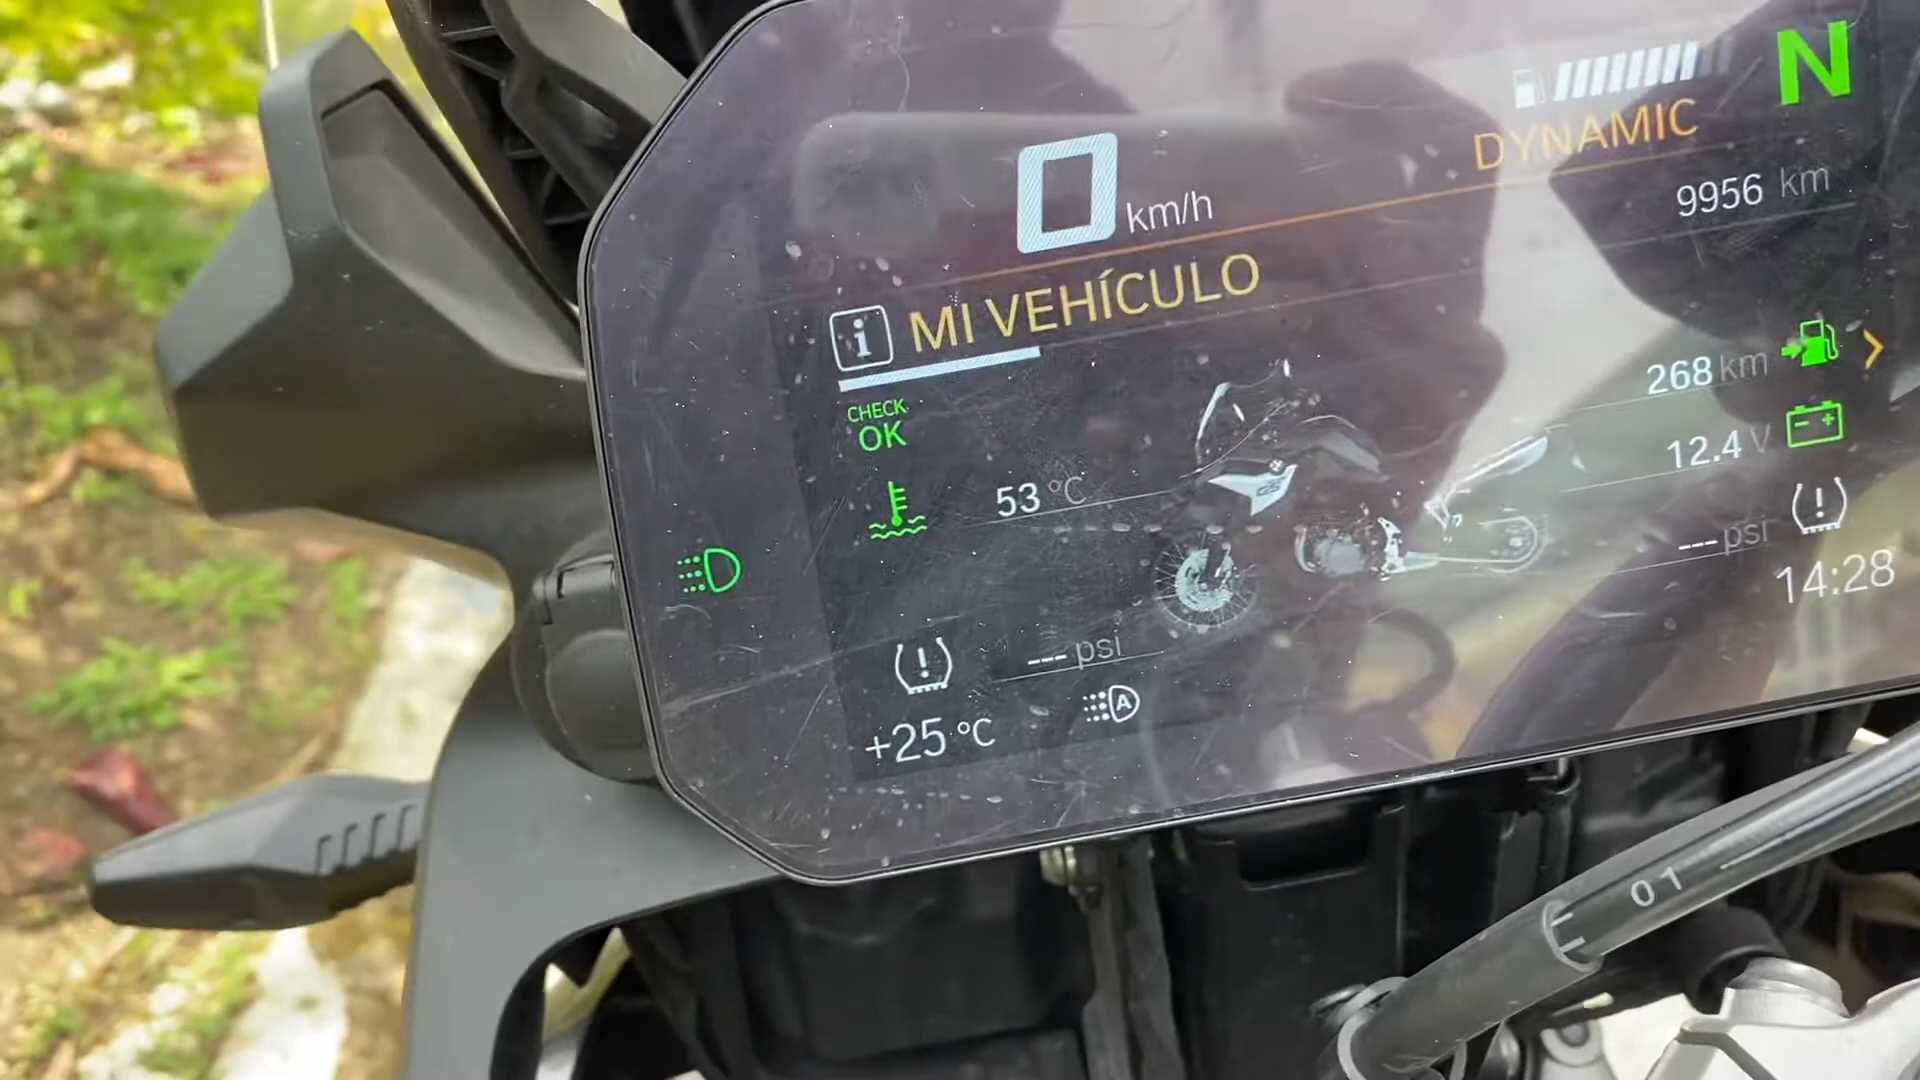 N
DYNAMIC
0 km/h
9956 km
i MI VEHÍCULO
CHECK
OK
268 km
12.4 V
53 °C
--- psi
14:28
--- psi
A
+25 °C
01